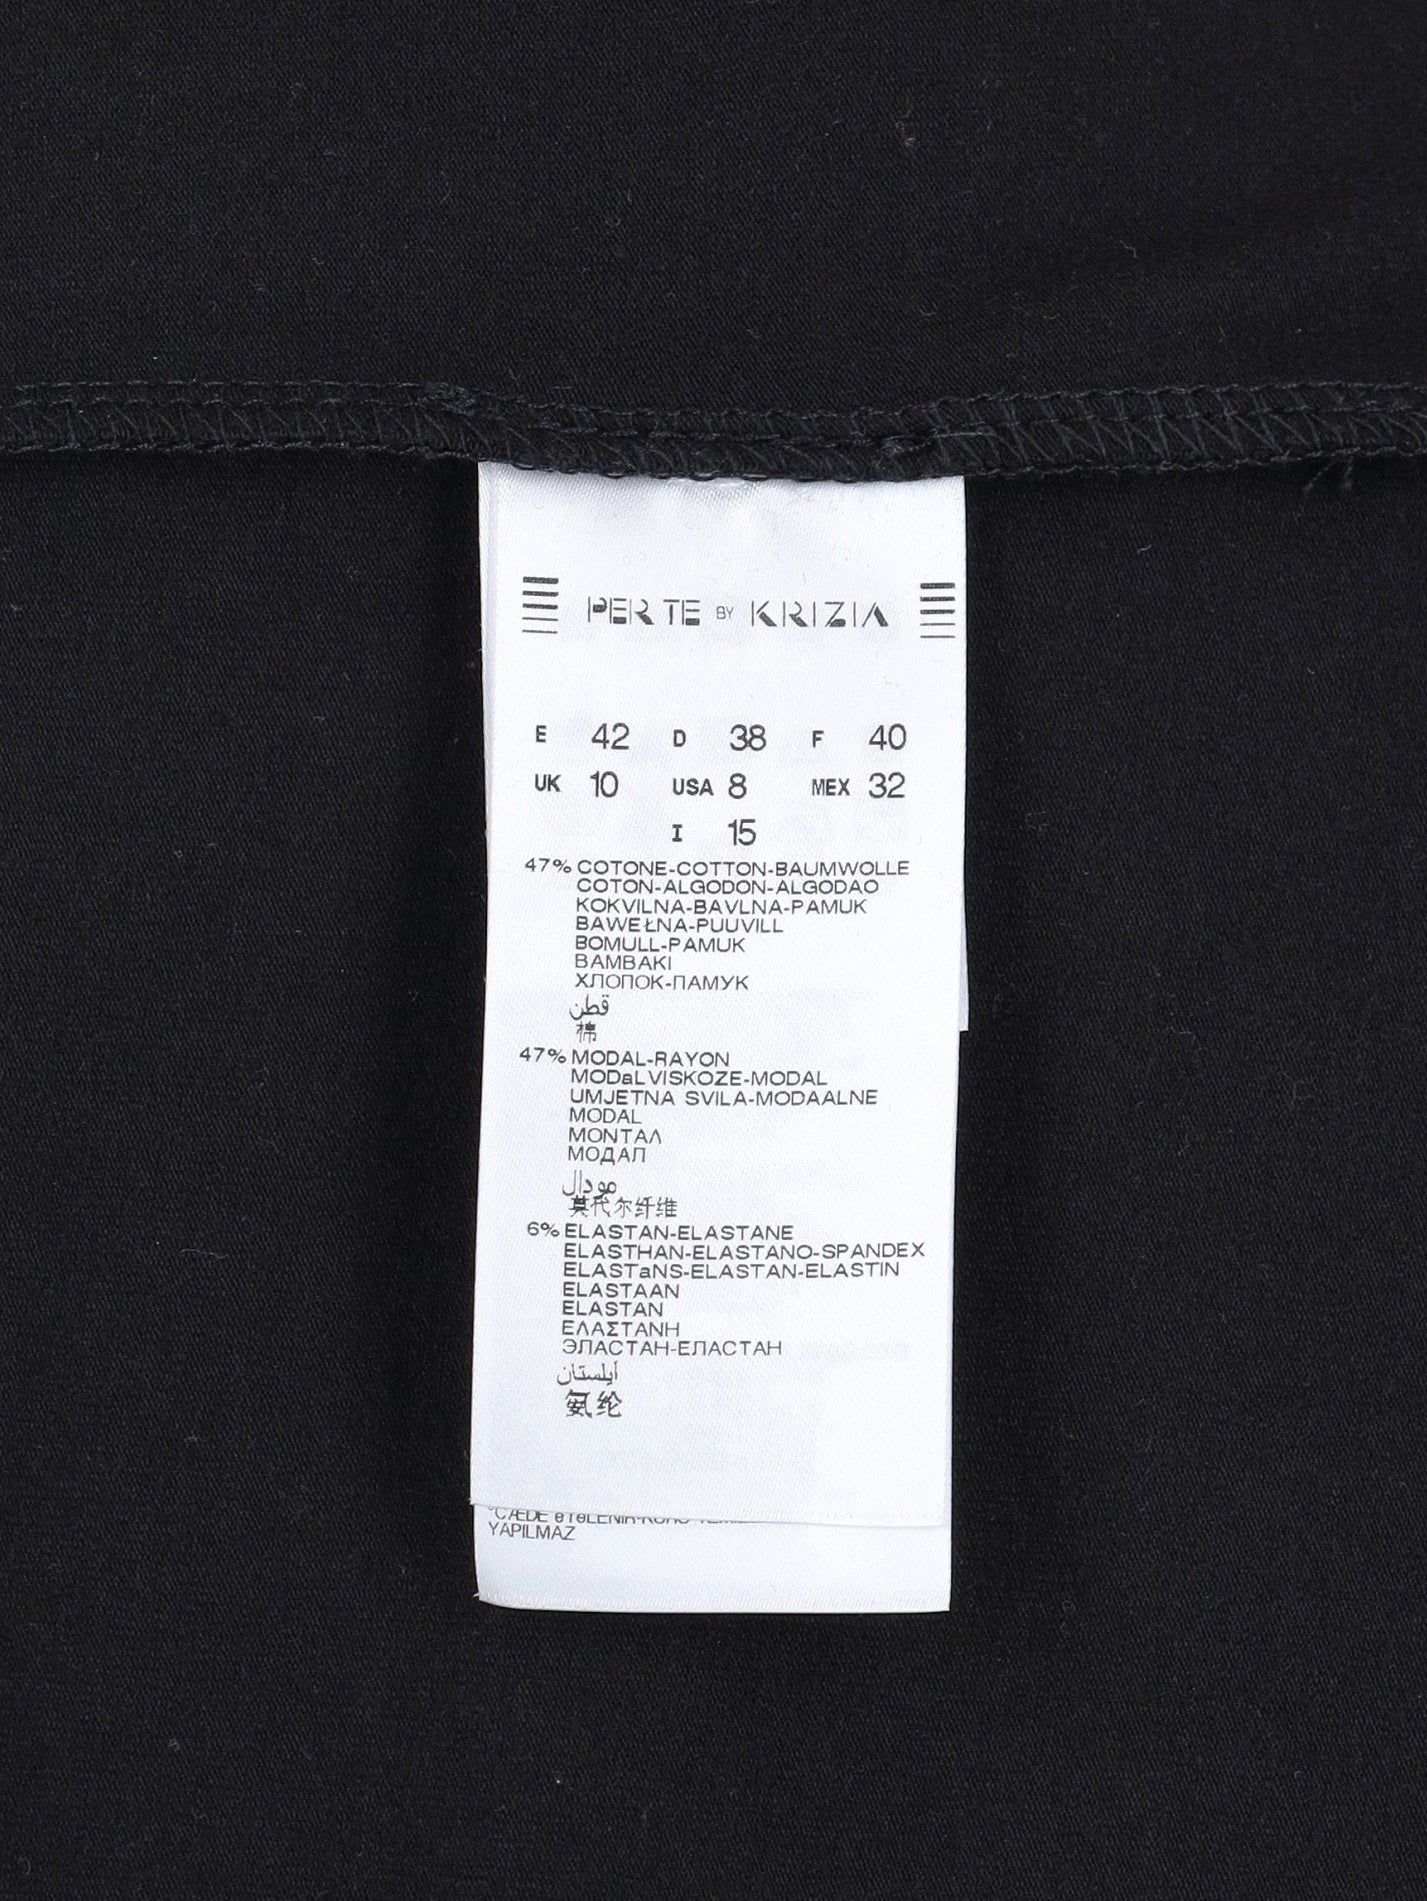 PER TE BY KRIZIA
E 42 D 38 F 40
UK 10 USA 8 MEX 32
I 15
47% COTONE-COTTON-BAUMWOLLE
COTON-ALGODON-ALGODAO
KOKVILNA-BAVLNA-PAMUK
BAWEŁNA-PUUVILL
BOMULL-PAMUK
BAMBAKI
ХЛОПОК-ПАМУК
قطن
棉
47% MODAL-RAYON
MODaL VISKOZE-MODAL
UMJETNA SVILA-MODAALNE
MODAL
MONTAΛ
МОДАЛ
مودال
莫代尔纤维
6% ELASTAN-ELASTANE
ELASTHAN-ELASTANO-SPANDEX
ELASTaNS-ELASTAN-ELASTIN
ELASTAAN
ELASTAN
ΕΛΑΣΤΑΝΗ
ЭЛАСТАН-ЕЛАСТАН
ايلستان
氨纶
YAPILMAZ